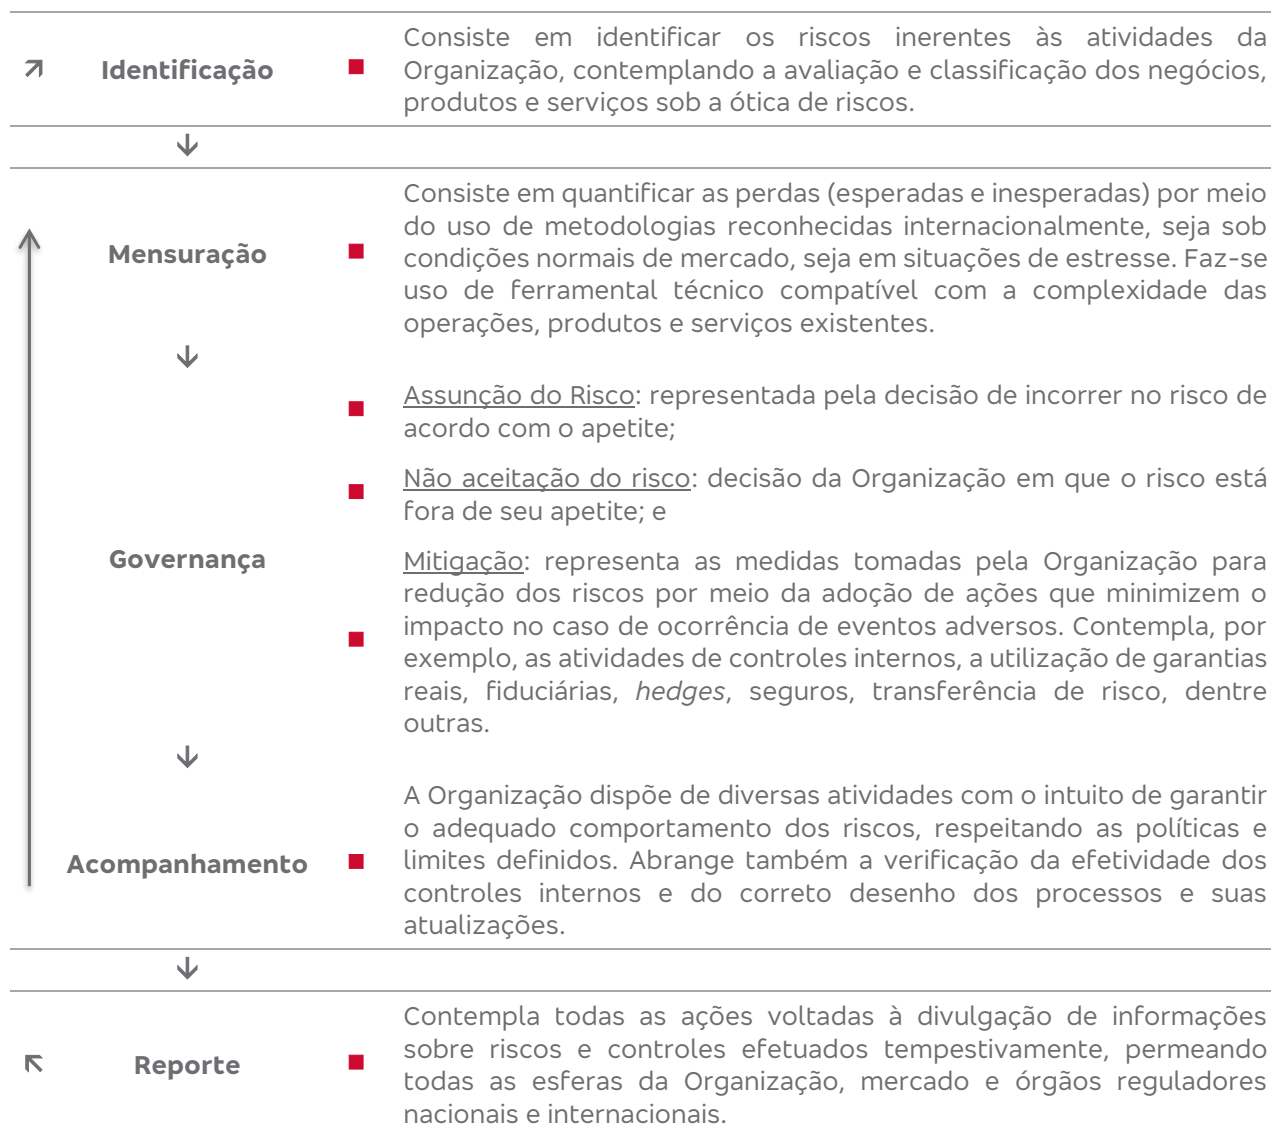 Identificação
Consiste em identificar os riscos inerentes às atividades da
Organização, contemplando a avaliação e classificação dos negócios,
produtos e serviços sob a ótica de riscos.
Mensuração
Consiste em quantificar as perdas (esperadas e inesperadas) por meio
do uso de metodologias reconhecidas internacionalmente, seja sob
condições normais de mercado, seja em situações de estresse. Faz-se
uso de ferramental técnico compatível com a complexidade das
operações, produtos e serviços existentes.
Governança
Assunção do Risco: representada pela decisão de incorrer no risco de
acordo com o apetite;
Não aceitação do risco: decisão da Organização em que o risco está
fora de seu apetite; e
Mitigação: representa as medidas tomadas pela Organização para
redução dos riscos por meio da adoção de ações que minimizem o
impacto no caso de ocorrência de eventos adversos. Contempla, por
exemplo, as atividades de controles internos, a utilização de garantias
reais, fiduciárias, hedges, seguros, transferência de risco, dentre
outras.
Acompanhamento
A Organização dispõe de diversas atividades com o intuito de garantir
o adequado comportamento dos riscos, respeitando as políticas e
limites definidos. Abrange também a verificação da efetividade dos
controles internos e do correto desenho dos processos e suas
atualizações.
Reporte
Contempla todas as ações voltadas à divulgação de informações
sobre riscos e controles efetuados tempestivamente, permeando
todas as esferas da Organização, mercado e órgãos reguladores
nacionais e internacionais.